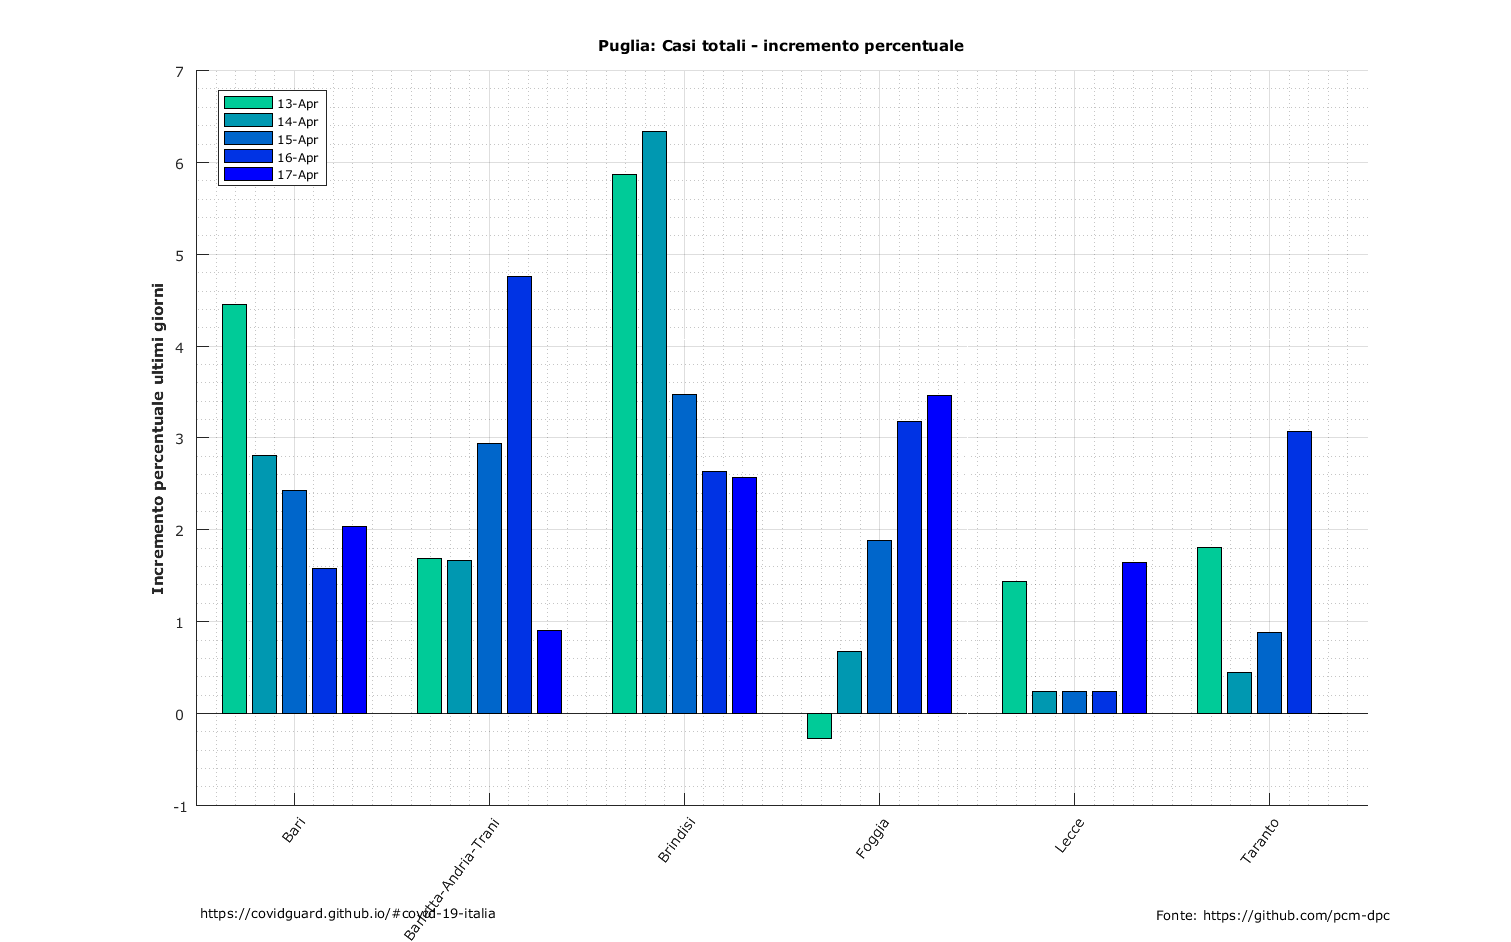 Puglia: Casi totali - incremento percentuale
7
6
5
4
3
2
1
0
-1
Incremento percentuale ultimi giorni
13-Apr
14-Apr
15-Apr
16-Apr
17-Apr
Bari
Barletta-Andria-Trani
Brindisi
Foggia
Lecce
Taranto
https://covidguard.github.io/#covid-19-italia
Fonte: https://github.com/pcm-dpc